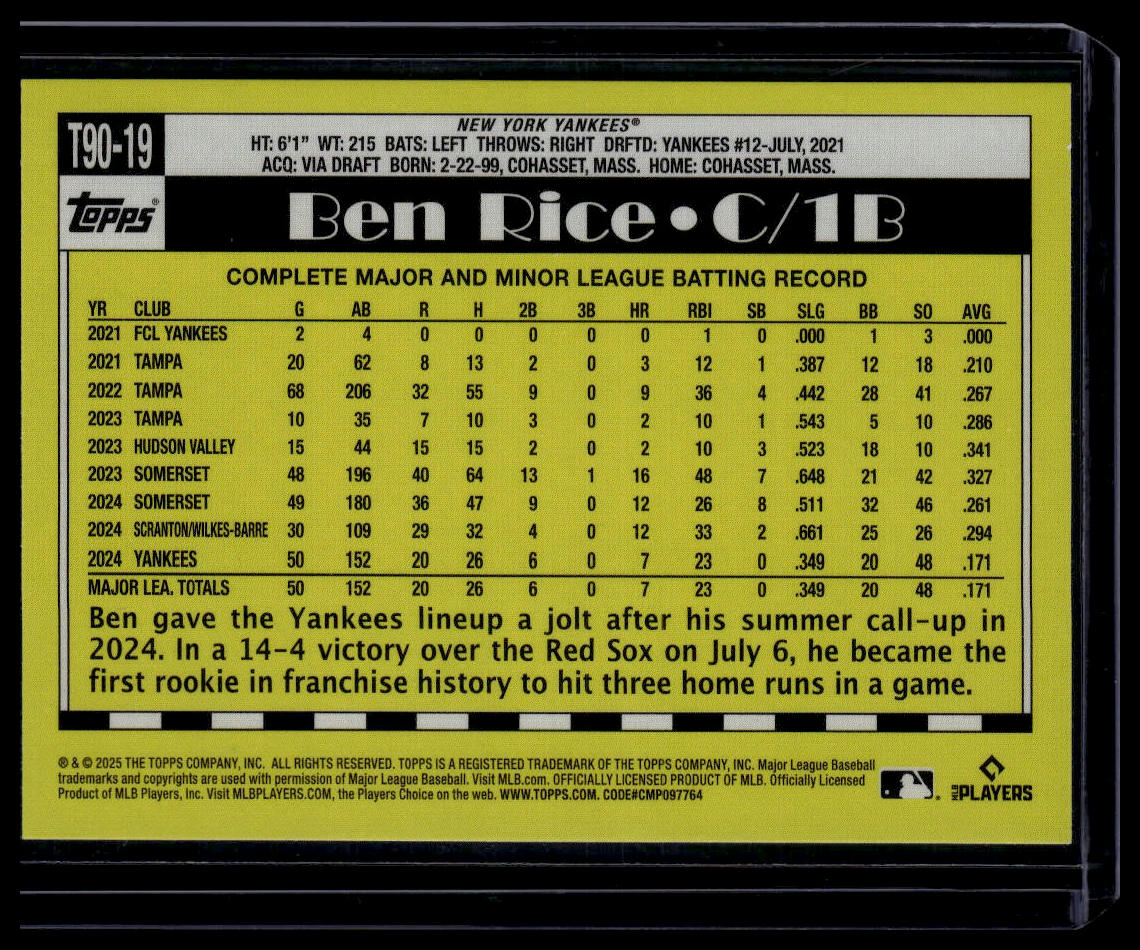 T90-19
NEW YORK YANKEES®
HT: 6'1" WT: 215 BATS: LEFT THROWS: RIGHT DRFTD: YANKEES #12-JULY, 2021
ACQ: VIA DRAFT BORN: 2-22-99, COHASSET, MASS. HOME: COHASSET, MASS.
topps®
Ben Rice • C/1B
COMPLETE MAJOR AND MINOR LEAGUE BATTING RECORD
YR CLUB G AB R H 2B 3B HR RBI SB SLG BB SO AVG
2021 FCL YANKEES 2 4 0 0 0 0 0 1 0 .000 1 3 .000
2021 TAMPA 20 62 8 13 2 0 3 12 1 .387 12 18 .210
2022 TAMPA 68 206 32 55 9 0 9 36 4 .442 28 41 .267
2023 TAMPA 10 35 7 10 3 0 2 10 1 .543 5 10 .286
2023 HUDSON VALLEY 15 44 15 15 2 0 2 10 3 .523 18 10 .341
2023 SOMERSET 48 196 40 64 13 1 16 48 7 .648 21 42 .327
2024 SOMERSET 49 180 36 47 9 0 12 26 8 .511 32 46 .261
2024 SCRANTON/WILKES-BARRE 30 109 29 32 4 0 12 33 2 .661 25 26 .294
2024 YANKEES 50 152 20 26 6 0 7 23 0 .349 20 48 .171
MAJOR LEA. TOTALS 50 152 20 26 6 0 7 23 0 .349 20 48 .171
Ben gave the Yankees lineup a jolt after his summer call-up in
2024. In a 14-4 victory over the Red Sox on July 6, he became the
first rookie in franchise history to hit three home runs in a game.
® & © 2025 THE TOPPS COMPANY, INC. ALL RIGHTS RESERVED. TOPPS IS A REGISTERED TRADEMARK OF THE TOPPS COMPANY, INC. Major League Baseball
trademarks and copyrights are used with permission of Major League Baseball. Visit MLB.com. OFFICIALLY LICENSED PRODUCT OF MLB. Officially Licensed
Product of MLB Players, Inc. Visit MLBPLAYERS.COM, the Players Choice on the web. WWW.TOPPS.COM. CODE#CMP097764
MLB PLAYERS